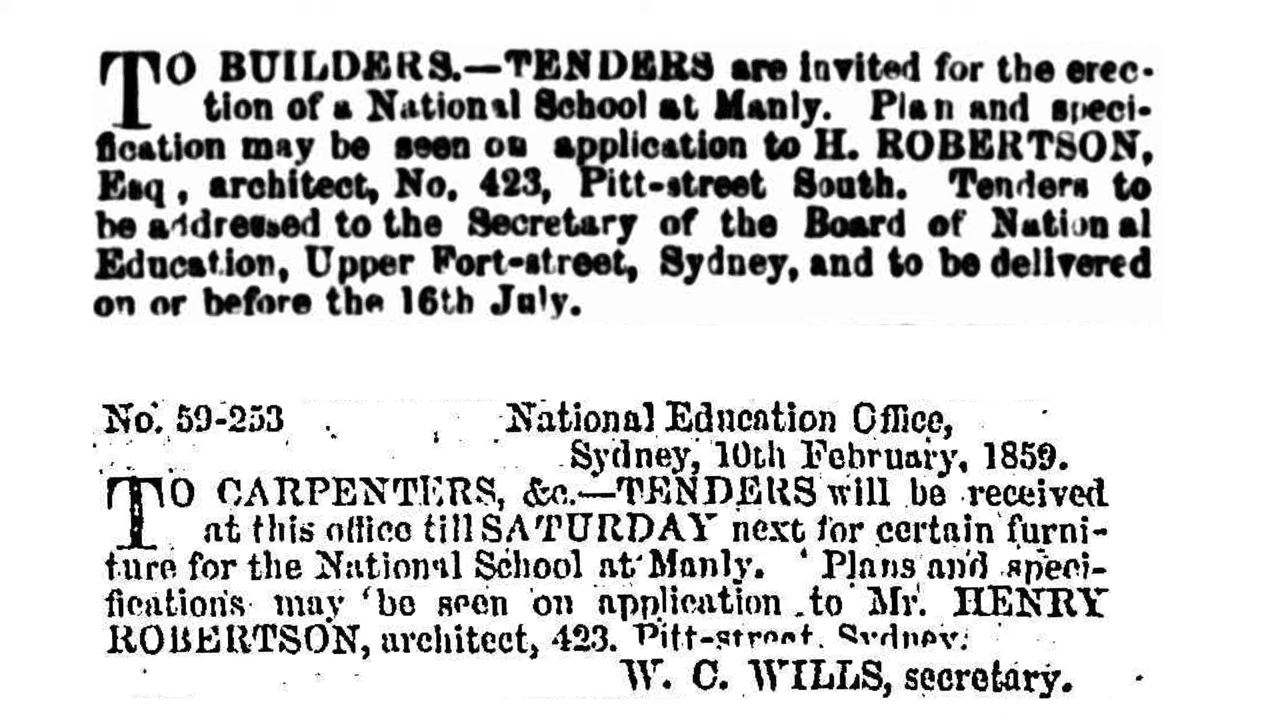 TO BUILDERS.—TENDERS are invited for the erec-
tion of a National School at Manly. Plan and speci-
fication may be seen on application to H. ROBERTSON,
Esq , architect, No. 423, Pitt-street South. Tenders to
be addressed to the Secretary of the Board of National
Education, Upper Fort-street, Sydney, and to be delivered
on or before the 16th July.
No. 59-253 National Education Office,
Sydney, 10th February, 1859.
TO CARPENTERS, &c.—TENDERS will be received
at this office till SATURDAY next for certain furni-
ture for the National School at Manly. Plans and speci-
fications may be seen on application to Mr. HENRY
ROBERTSON, architect, 423. Pitt-street, Sydney.
W. C. WILLS, secretary.